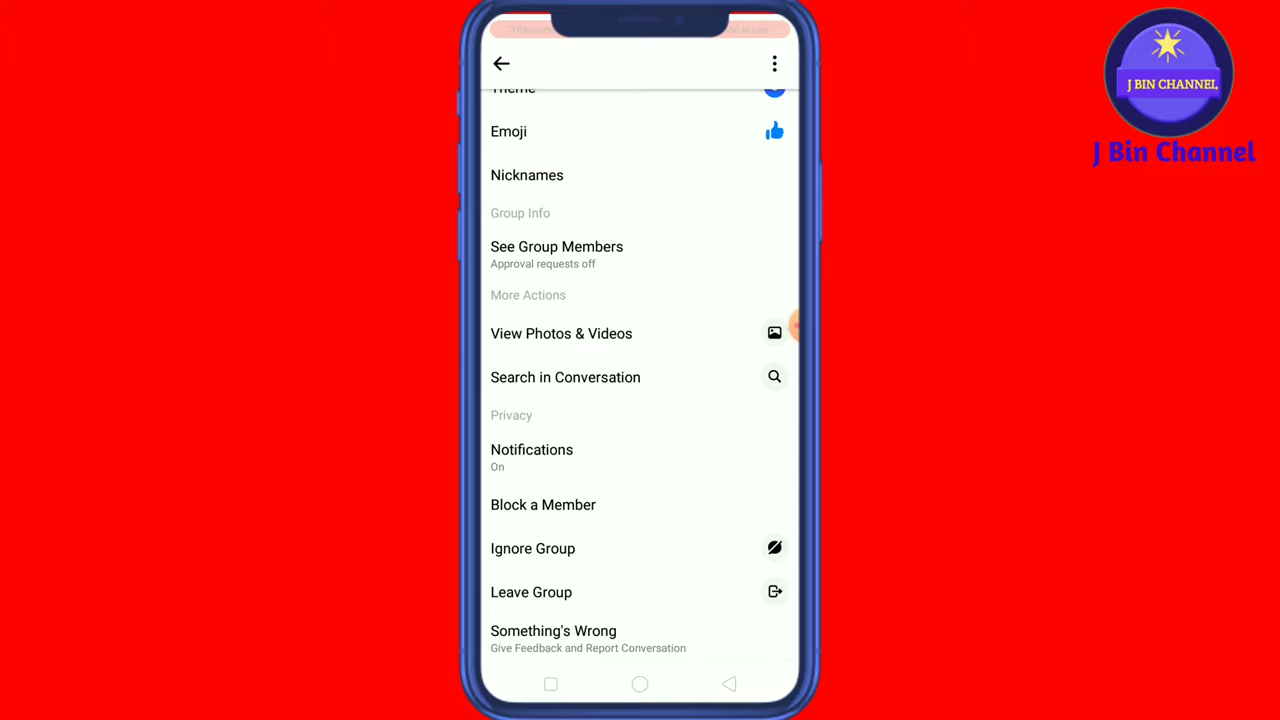 Theme
Emoji
Nicknames
Group Info
See Group Members
Approval requests off
More Actions
View Photos & Videos
Search in Conversation
Privacy
Notifications
On
Block a Member
Ignore Group
Leave Group
Something's Wrong
Give Feedback and Report Conversation
J BIN CHANNEL
J Bin Channel